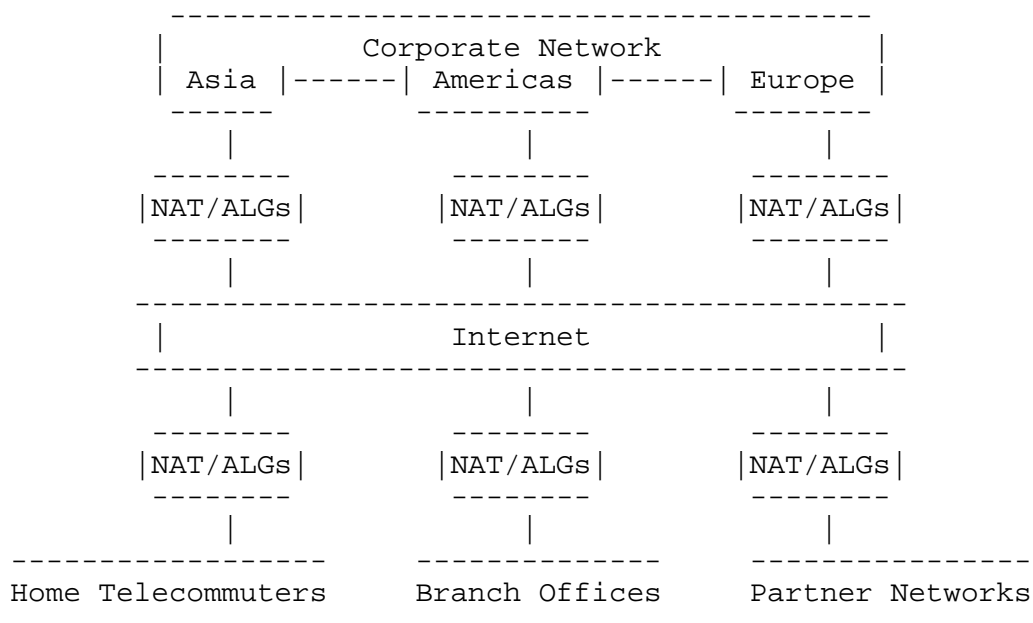 Corporate Network
| Asia |------| Americas |------| Europe |
|NAT/ALGs| |NAT/ALGs| |NAT/ALGs|
| Internet |
|NAT/ALGs| |NAT/ALGs| |NAT/ALGs|
Home Telecommuters Branch Offices Partner Networks